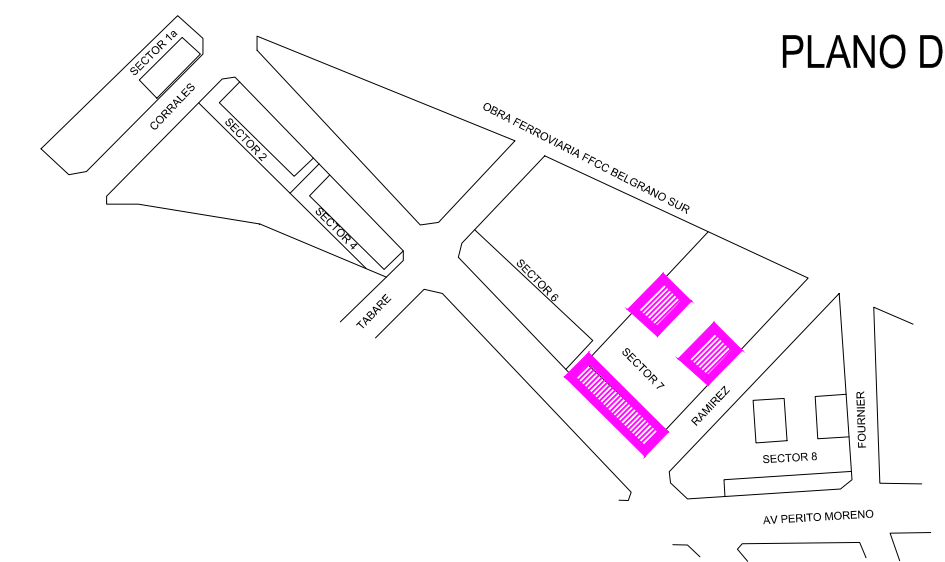 PLANO D
SECTOR 1a
CORRALES
SECTOR 2
SECTOR 4
TABARE
OBRA FERROVIARIA FFCC BELGRANO SUR
SECTOR 6
SECTOR 7
RAMIREZ
FOURNIER
SECTOR 8
AV PERITO MORENO